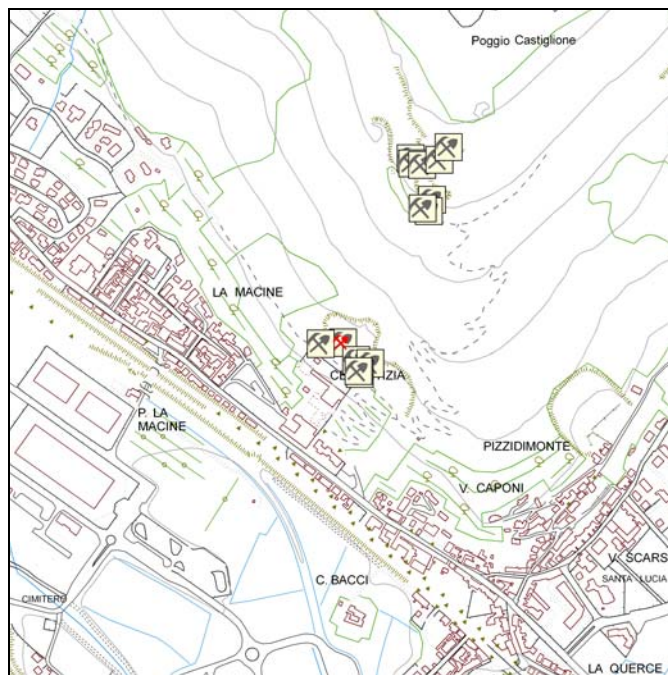 Poggio Castiglione
LA MACINE
P. LA
MACINE
PIZZIDIMONTE
V. CAPONI
V. SCARS
SANTA LUCIA
C. BACCI
CIMITERO
LA QUERCE